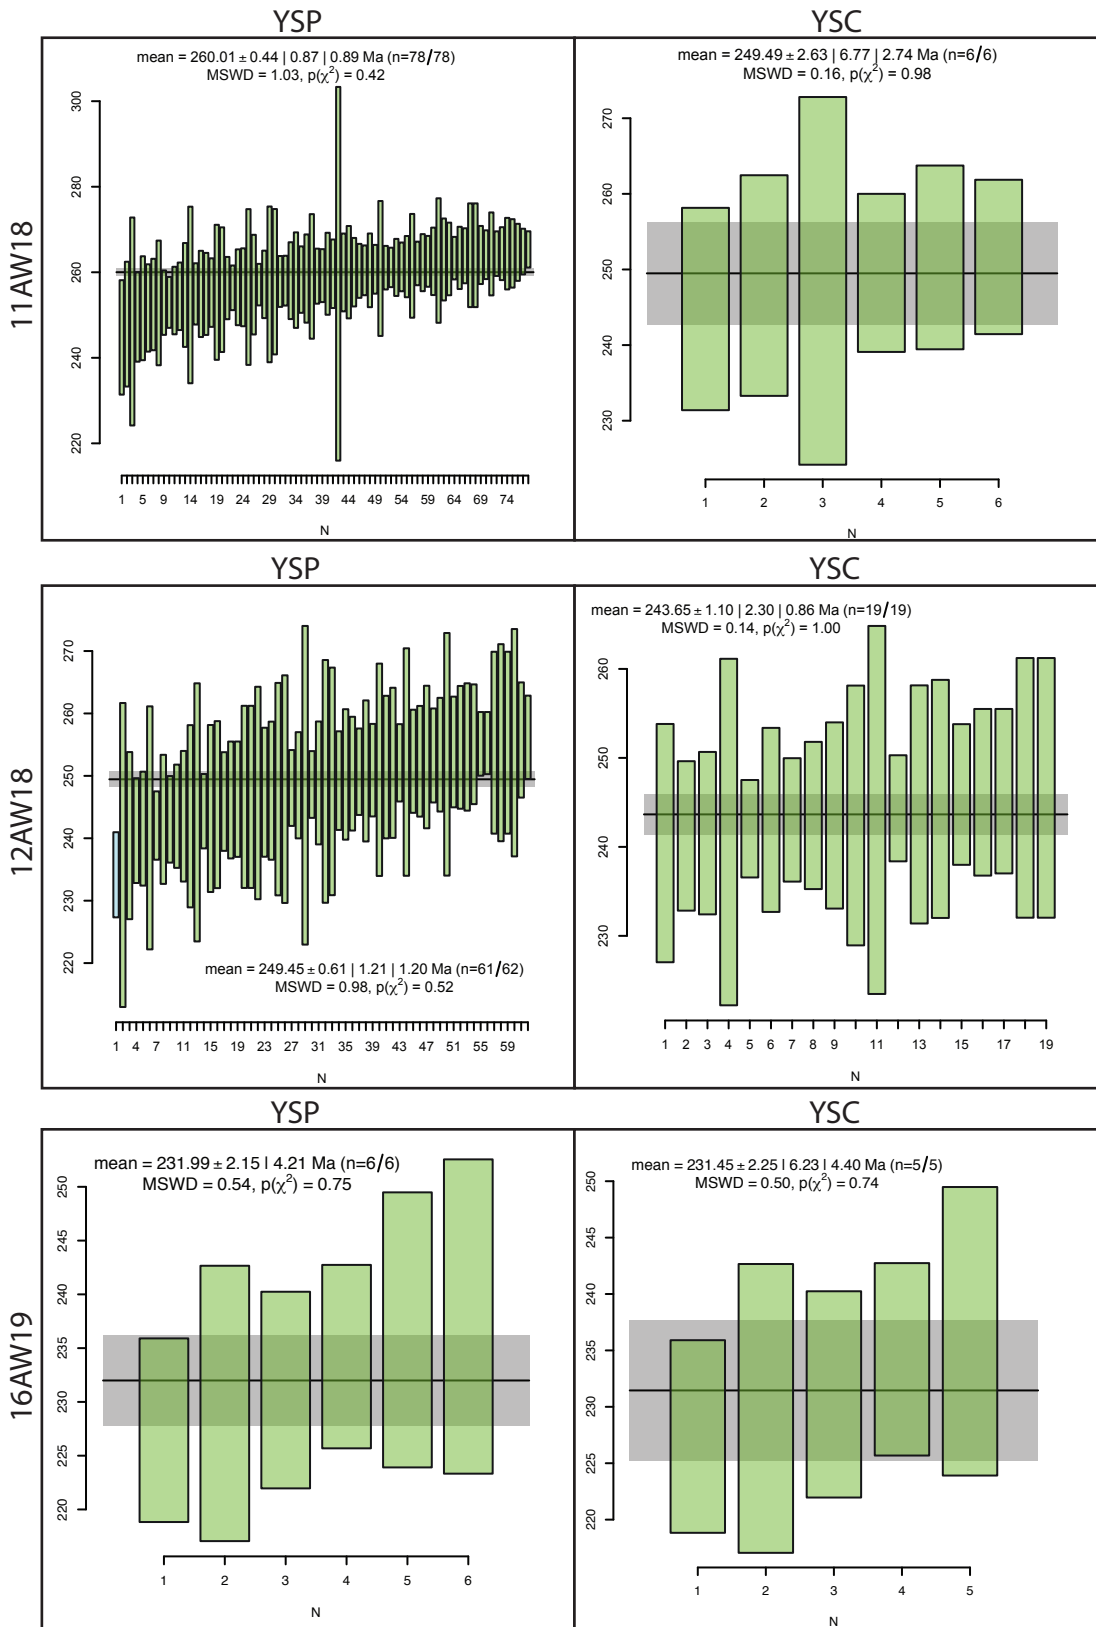 YSP
YSC
11AW18
mean = 260.01 ± 0.44 | 0.87 | 0.89 Ma (n=78/78)
MSWD = 1.03, p(χ²) = 0.42
300
280
260
240
220
1 5 9 14 19 24 29 34 39 44 49 54 59 64 69 74
N
mean = 249.49 ± 2.63 | 6.77 | 2.74 Ma (n=6/6)
MSWD = 0.16, p(χ²) = 0.98
270
260
250
240
230
1 2 3 4 5 6
N
YSP
YSC
12AW18
270
260
250
240
230
220
mean = 249.45 ± 0.61 | 1.21 | 1.20 Ma (n=61/62)
MSWD = 0.98, p(χ²) = 0.52
1 4 7 11 15 19 23 27 31 35 39 43 47 51 55 59
N
mean = 243.65 ± 1.10 | 2.30 | 0.86 Ma (n=19/19)
MSWD = 0.14, p(χ²) = 1.00
260
250
240
230
1 2 3 4 5 6 7 8 9 11 13 15 17 19
N
YSP
YSC
16AW19
mean = 231.99 ± 2.15 | 4.21 Ma (n=6/6)
MSWD = 0.54, p(χ²) = 0.75
250
245
240
235
230
225
220
1 2 3 4 5 6
N
mean = 231.45 ± 2.25 | 6.23 | 4.40 Ma (n=5/5)
MSWD = 0.50, p(χ²) = 0.74
250
245
240
235
230
225
220
1 2 3 4 5
N